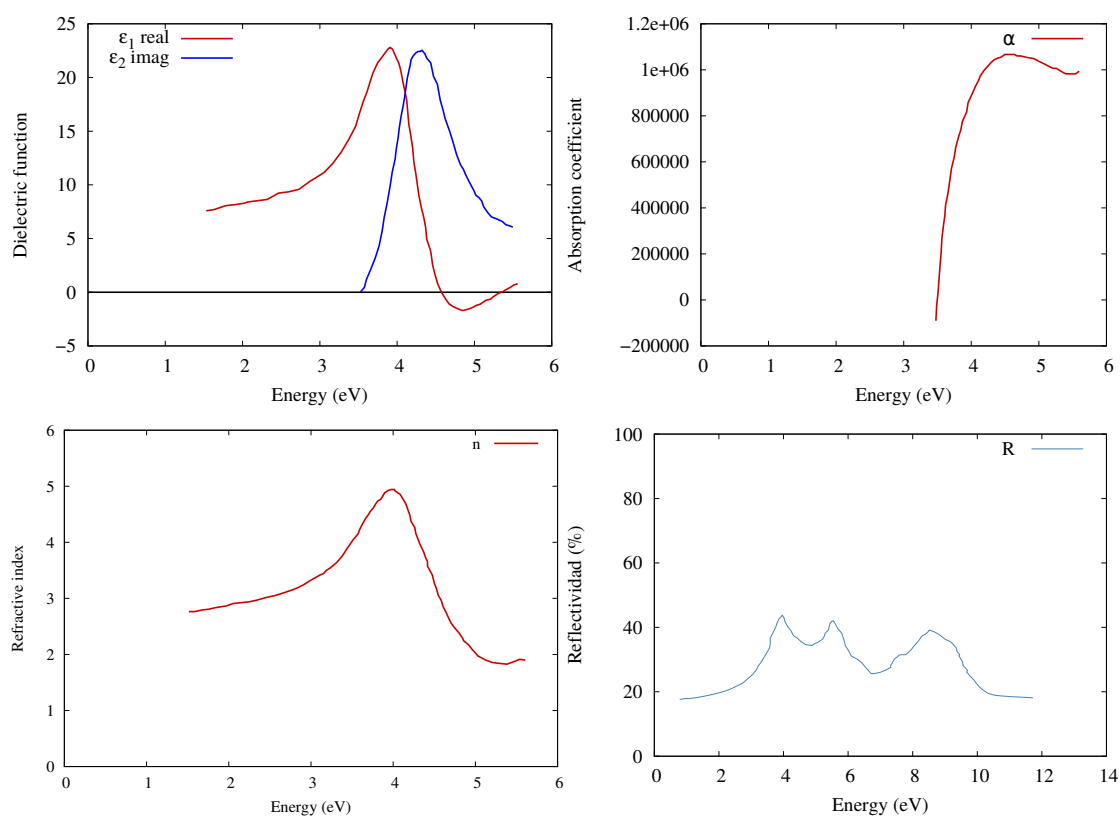 Dielectric function
25
20
15
10
5
0
−5
0 1 2 3 4 5 6
Energy (eV)
ε1 real
ε2 imag
Absorption coefficient
1.2e+06
1e+06
800000
600000
400000
200000
0
−200000
0 1 2 3 4 5 6
Energy (eV)
α
Refractive index
6
5
4
3
2
1
0
0 1 2 3 4 5 6
Energy (eV)
n
Reflectividad (%)
100
80
60
40
20
0
0 2 4 6 8 10 12 14
Energy (eV)
R